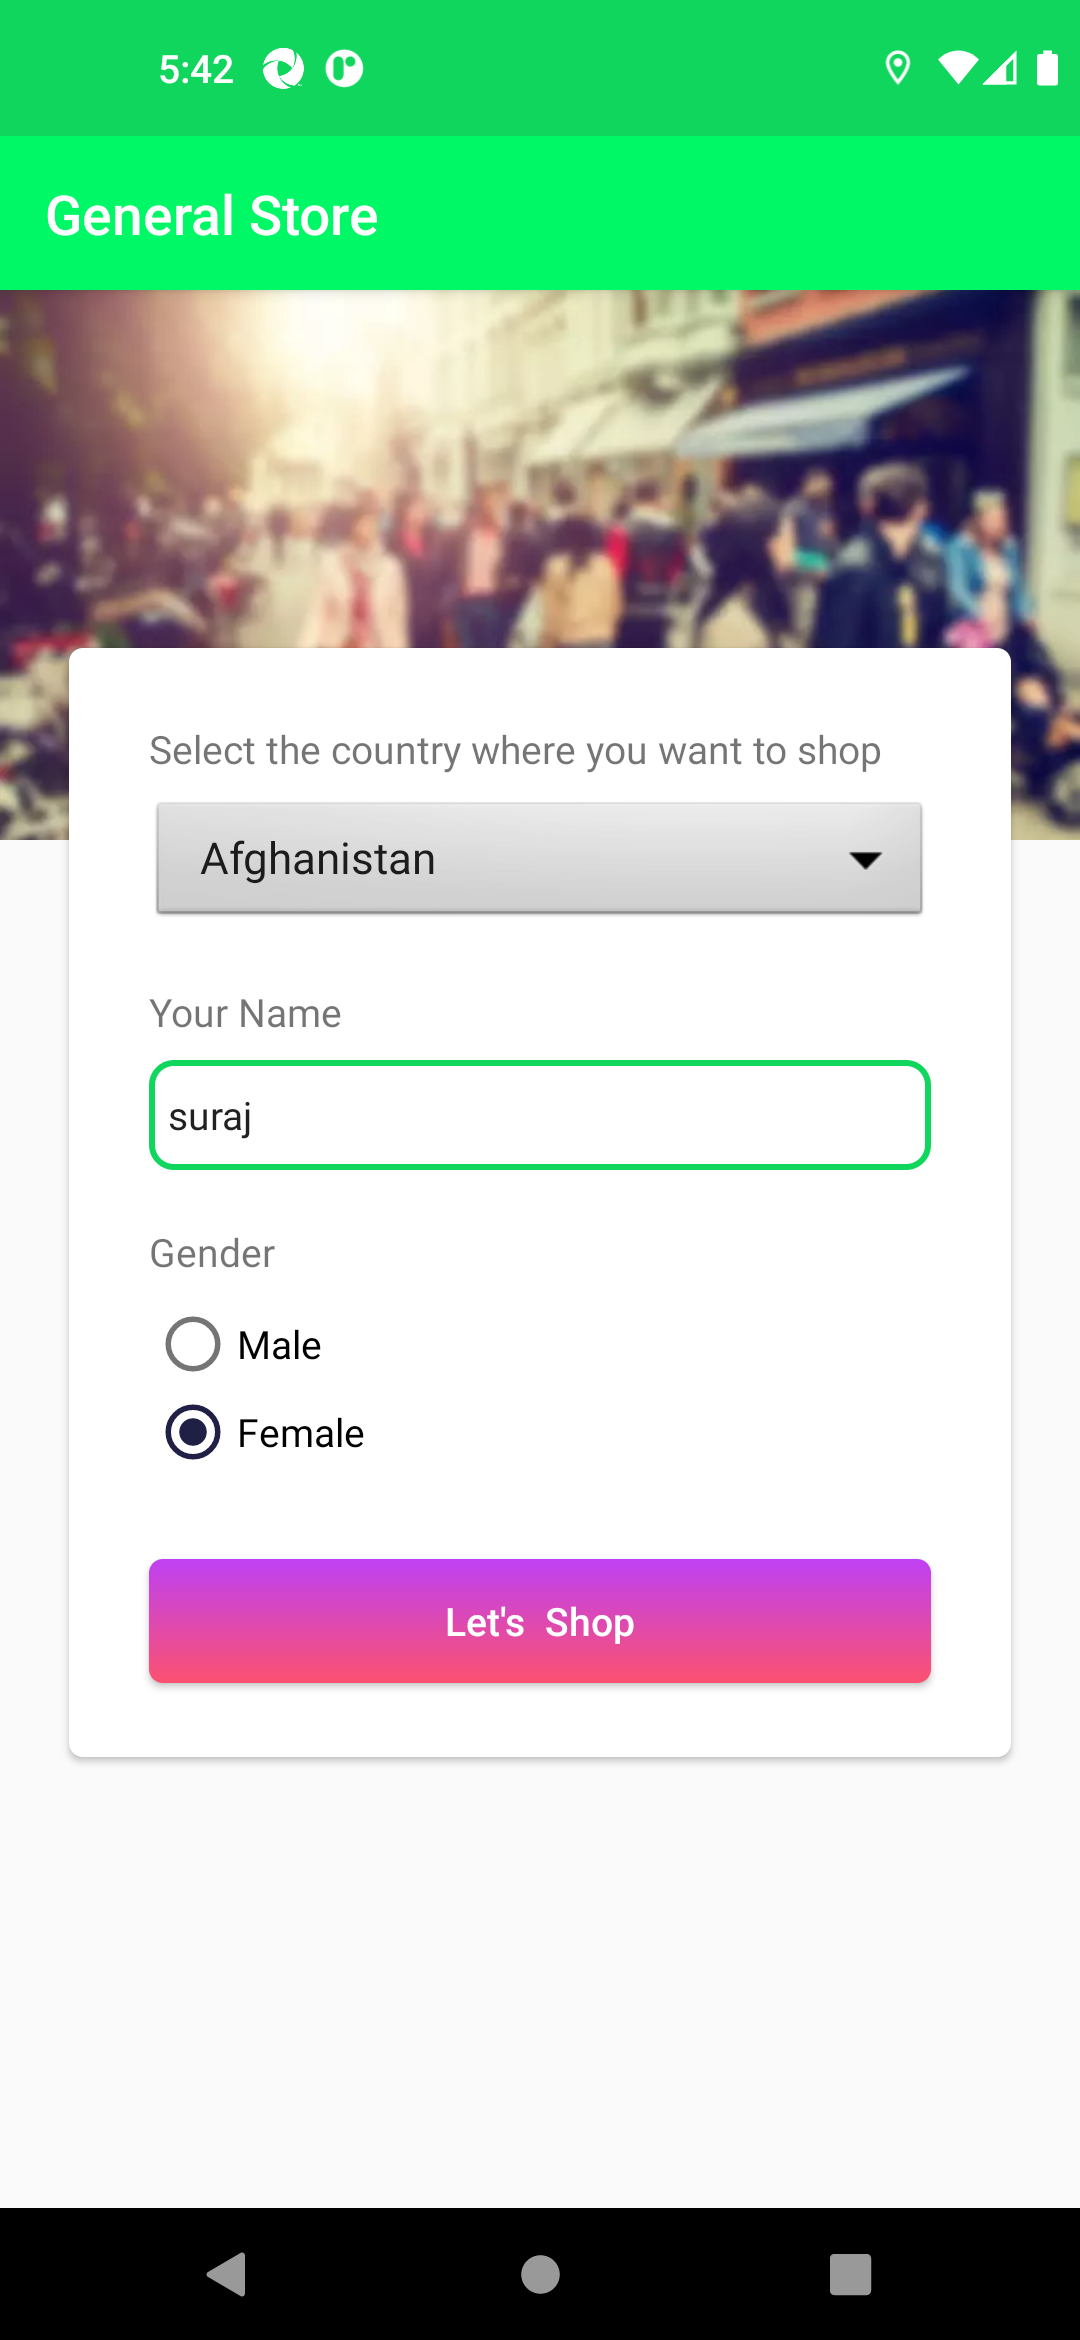 5:42
General Store
Select the country where you want to shop
Afghanistan
Your Name
suraj
Gender
Male
Female
Let's Shop